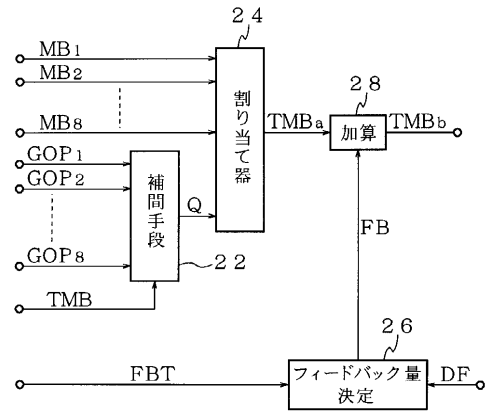 24
MB1
MB2
MB8
割り当て器
TMBa
28
加算
TMBb
GOP1
GOP2
GOP8
補間手段
Q
22
TMB
FB
26
FBT
フィードバック量
決定
DF